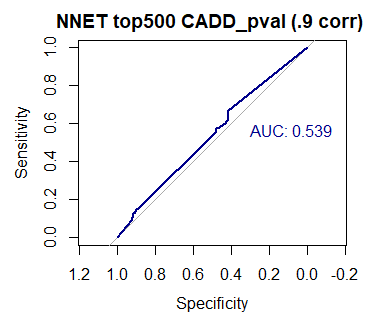 NNET top500 CADD_pval (.9 corr)
Sensitivity
1.0
0.8
0.6
0.4
0.2
0.0
AUC: 0.539
1.2 1.0 0.8 0.6 0.4 0.2 0.0 -0.2
Specificity